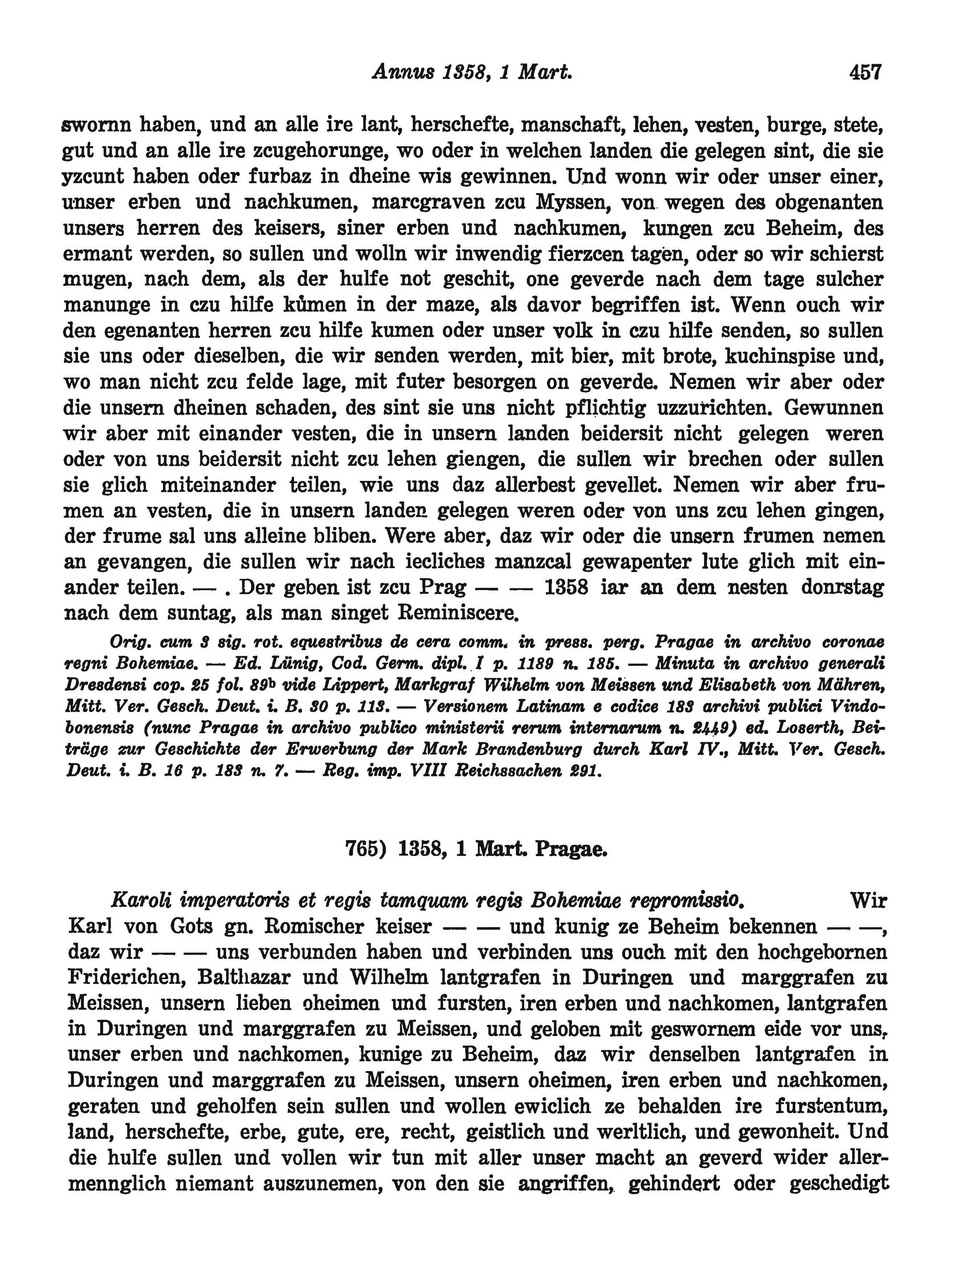 Annus 1358, 1 Mart. 457
swornn haben, und an alle ire lant, herschefte, manschaft, lehen, vesten, burge, stete,
gut und an alle ire zcugehorunge, wo oder in welchen landen die gelegen sint, die sie
yzcunt haben oder furbaz in dheine wis gewinnen. Und wonn wir oder unser einer,
unser erben und nachkumen, marcgraven zcu Myssen, von wegen des obgenanten
unsers herren des keisers, siner erben und nachkumen, kungen zcu Beheim, des
ermant werden, so sullen und wolln wir inwendig fierzcen tagen, oder so wir schierst
mugen, nach dem, als der hulfe not geschit, one geverde nach dem tage sulcher
manunge in czu hilfe kůmen in der maze, als davor begriffen ist. Wenn ouch wir
den egenanten herren zcu hilfe kumen oder unser volk in czu hilfe senden, so sullen
sie uns oder dieselben, die wir senden werden, mit bier, mit brote, kuchinspise und,
wo man nicht zcu felde lage, mit futer besorgen on geverde. Nemen wir aber oder
die unsern dheinen schaden, des sint sie uns nicht pflichtig uzzurichten. Gewunnen
wir aber mit einander vesten, die in unsern landen beidersit nicht gelegen weren
oder von uns beidersit nicht zcu lehen giengen, die sullen wir brechen oder sullen
sie glich miteinander teilen, wie uns daz allerbest gevellet. Nemen wir aber fru-
men an vesten, die in unsern landen gelegen weren oder von uns zcu lehen gingen,
der frume sal uns alleine bliben. Were aber, daz wir oder die unsern frumen nemen
an gevangen, die sullen wir nach iecliches manzcal gewapenter lute glich mit ein-
ander teilen. — . Der geben ist zcu Prag — — 1358 iar an dem nesten donrstag
nach dem suntag, als man singet Reminiscere.
Orig. cum 3 sig. rot. equestribus de cera comm. in press. perg. Pragae in archivo coronae
regni Bohemiae. — Ed. Lünig, Cod. Germ. dipl. I p. 1189 n. 185. — Minuta in archivo generali
Dresdensi cop. 25 fol. 89b vide Lippert, Markgraf Wilhelm von Meissen und Elisabeth von Mähren,
Mitt. Ver. Gesch. Deut. i. B. 30 p. 113. — Versionem Latinam e codice 183 archivi publici Vindo-
bonensis (nunc Pragae in archivo publico ministerii rerum internarum n. 2449) ed. Loserth, Bei-
träge zur Geschichte der Erwerbung der Mark Brandenburg durch Karl IV., Mitt. Ver. Gesch.
Deut. i. B. 16 p. 183 n. 7. — Reg. imp. VIII Reichssachen 291.
765) 1358, 1 Mart. Pragae.
Karoli imperatoris et regis tamquam regis Bohemiae repromissio. Wir
Karl von Gots gn. Romischer keiser — — und kunig ze Beheim bekennen — —,
daz wir — — uns verbunden haben und verbinden uns ouch mit den hochgebornen
Friderichen, Balthazar und Wilhelm lantgrafen in Duringen und marggrafen zu
Meissen, unsern lieben oheimen und fursten, iren erben und nachkomen, lantgrafen
in Duringen und marggrafen zu Meissen, und geloben mit geswornem eide vor uns,
unser erben und nachkomen, kunige zu Beheim, daz wir denselben lantgrafen in
Duringen und marggrafen zu Meissen, unsern oheimen, iren erben und nachkomen,
geraten und geholfen sein sullen und wollen ewiclich ze behalden ire furstentum,
land, herschefte, erbe, gute, ere, recht, geistlich und werltlich, und gewonheit. Und
die hulfe sullen und vollen wir tun mit aller unser macht an geverd wider aller-
mennglich niemant auszunemen, von den sie angriffen, gehindert oder geschedigt